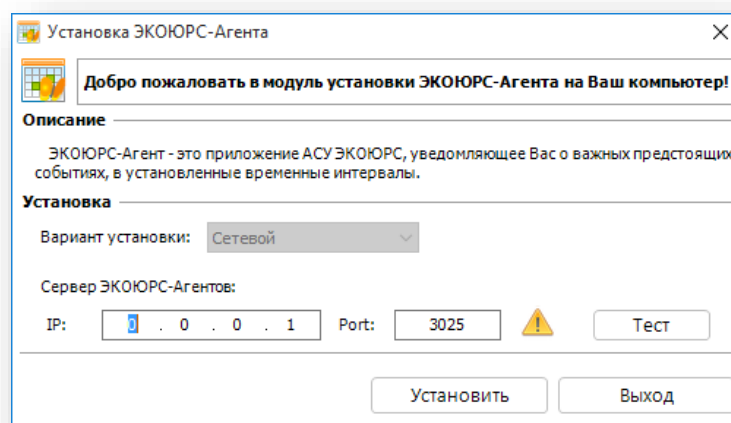 Установка ЭКОЮРС-Агента
Добро пожаловать в модуль установки ЭКОЮРС-Агента на Ваш компьютер!
Описание
ЭКОЮРС-Агент - это приложение АСУ ЭКОЮРС, уведомляющее Вас о важных предстоящих
событиях, в установленные временные интервалы.
Установка
Вариант установки: Сетевой
Сервер ЭКОЮРС-Агентов:
IP: 0 . 0 . 0 . 1 Port: 3025 Тест
Установить Выход